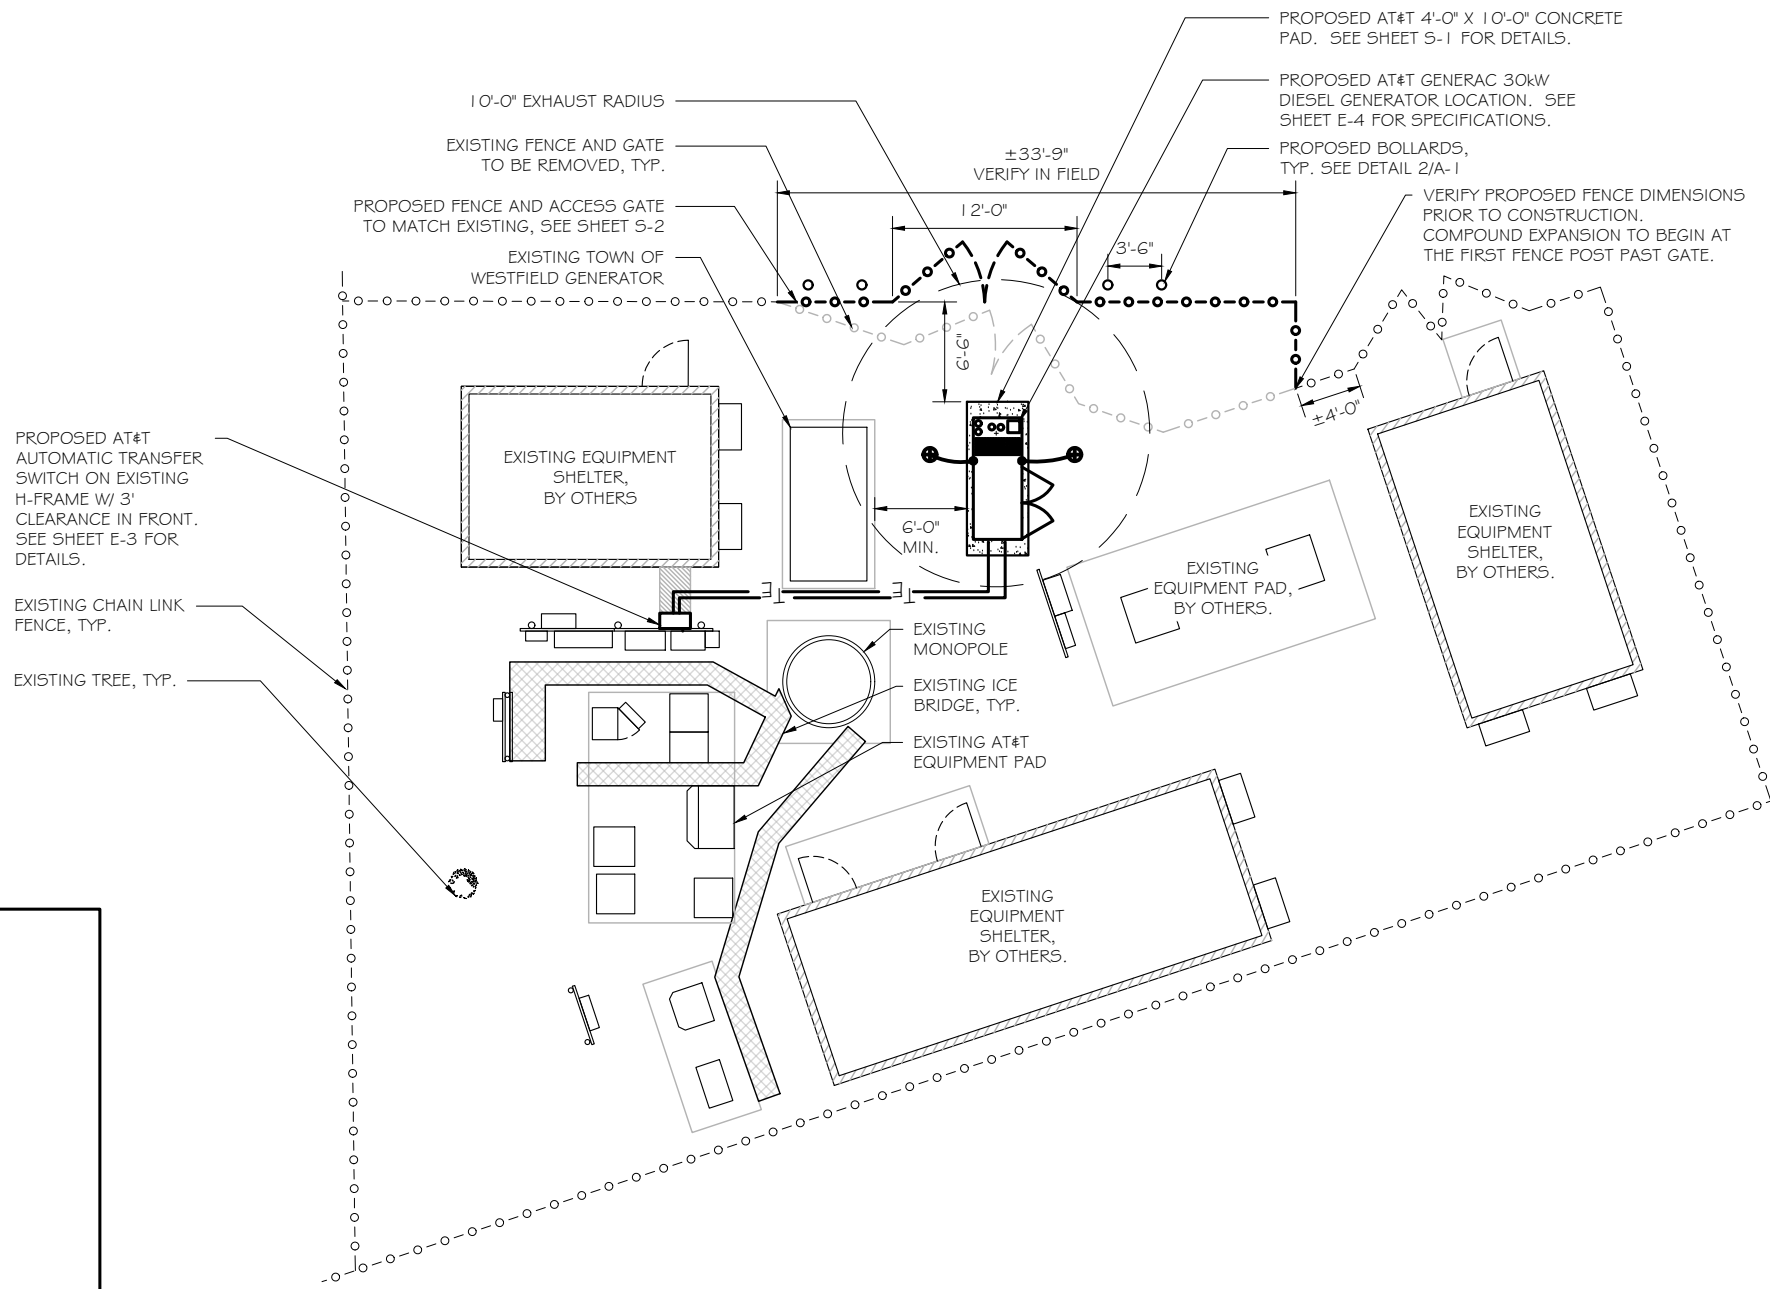 PROPOSED AT&T 4'-0" X 10'-0" CONCRETE
PAD. SEE SHEET S-1 FOR DETAILS.
PROPOSED AT&T GENERAC 30kW
DIESEL GENERATOR LOCATION. SEE
SHEET E-4 FOR SPECIFICATIONS.
PROPOSED BOLLARDS,
TYP. SEE DETAIL 2/A-1
VERIFY PROPOSED FENCE DIMENSIONS
PRIOR TO CONSTRUCTION.
COMPOUND EXPANSION TO BEGIN AT
THE FIRST FENCE POST PAST GATE.
10'-0" EXHAUST RADIUS
EXISTING FENCE AND GATE
TO BE REMOVED, TYP.
PROPOSED FENCE AND ACCESS GATE
TO MATCH EXISTING, SEE SHEET S-2
EXISTING TOWN OF
WESTFIELD GENERATOR
±33'-9"
VERIFY IN FIELD
12'-0"
3'-6"
6'-6"
±4'-0"
6'-0"
MIN.
PROPOSED AT&T
AUTOMATIC TRANSFER
SWITCH ON EXISTING
H-FRAME W/ 3'
CLEARANCE IN FRONT.
SEE SHEET E-3 FOR
DETAILS.
EXISTING CHAIN LINK
FENCE, TYP.
EXISTING TREE, TYP.
EXISTING EQUIPMENT
SHELTER,
BY OTHERS
EXISTING
EQUIPMENT PAD,
BY OTHERS.
EXISTING
EQUIPMENT
SHELTER,
BY OTHERS.
E
T
E
T
EXISTING
MONOPOLE
EXISTING ICE
BRIDGE, TYP.
EXISTING AT&T
EQUIPMENT PAD
EXISTING
EQUIPMENT
SHELTER,
BY OTHERS.